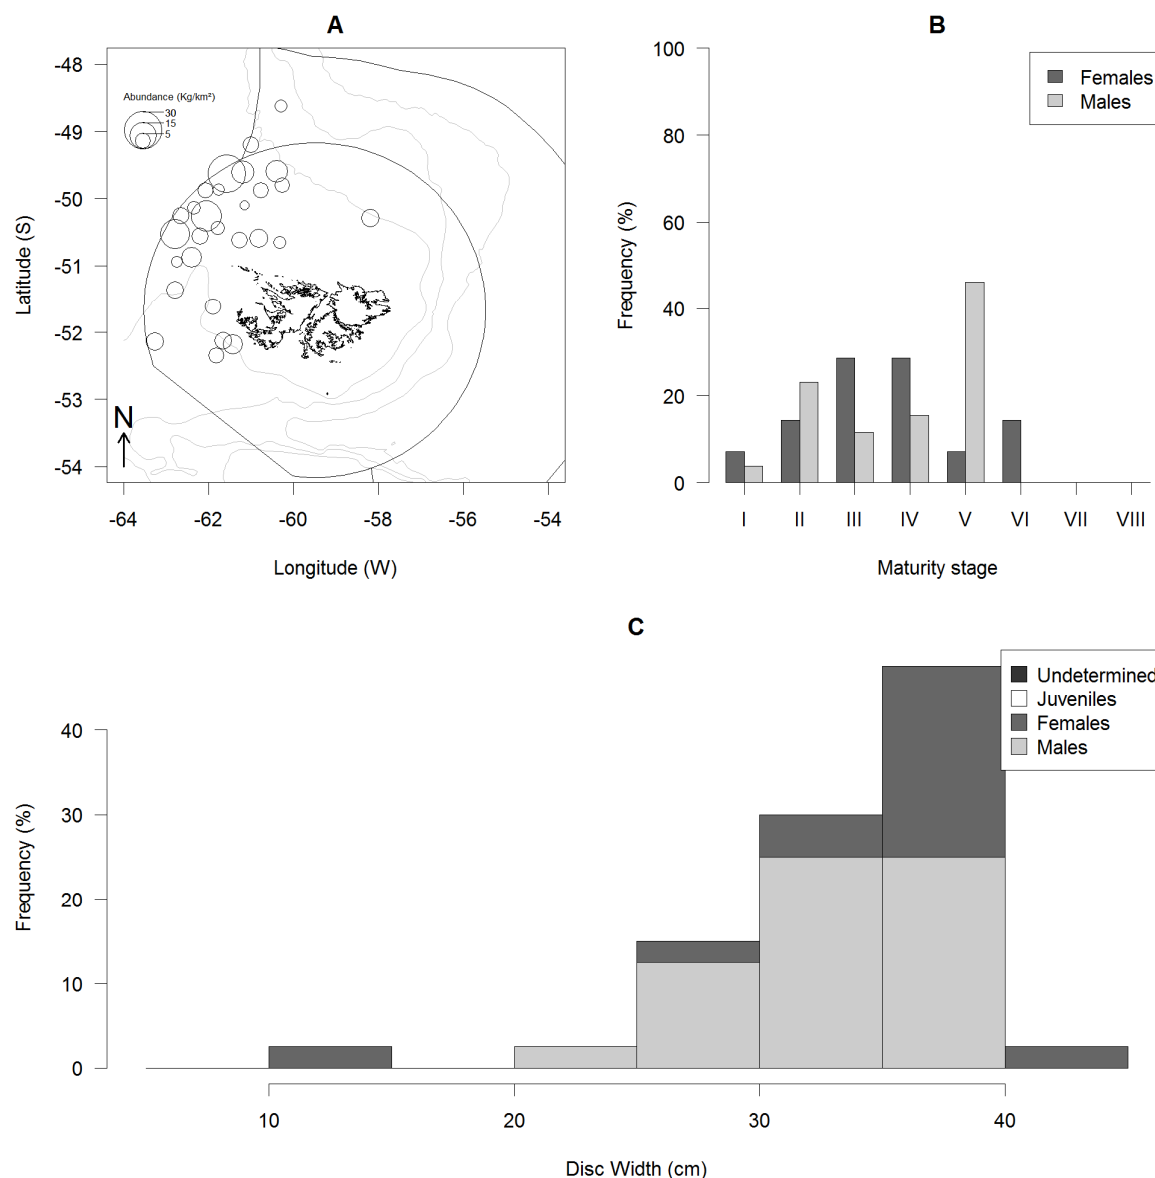 A
B
-48
-49
-50
-51
-52
-53
-54
Latitude (S)
Abundance (Kg/km²)
30
15
5
N
-64
-62
-60
-58
-56
-54
Longitude (W)
100
80
60
40
20
0
Frequency (%)
Females
Males
I
II
III
IV
V
VI
VII
VIII
Maturity stage
C
40
30
20
10
0
Frequency (%)
Undetermined
Juveniles
Females
Males
10
20
30
40
Disc Width (cm)